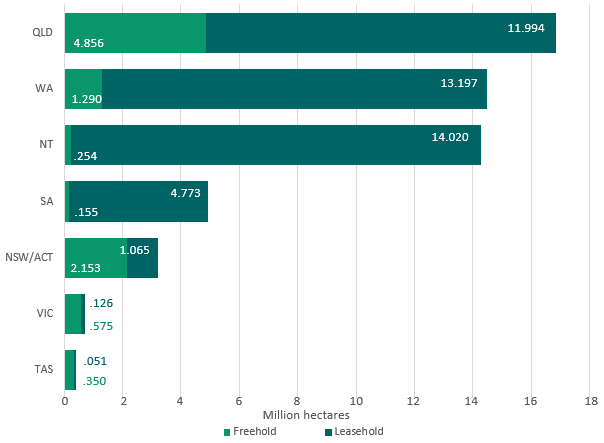 QLD
11.994
4.856
WA
13.197
1.290
NT
14.020
.254
SA
4.773
.155
NSW/ACT
1.065
2.153
VIC
.126
.575
TAS
.051
.350
0 2 4 6 8 10 12 14 16 18
Million hectares
Freehold Leasehold